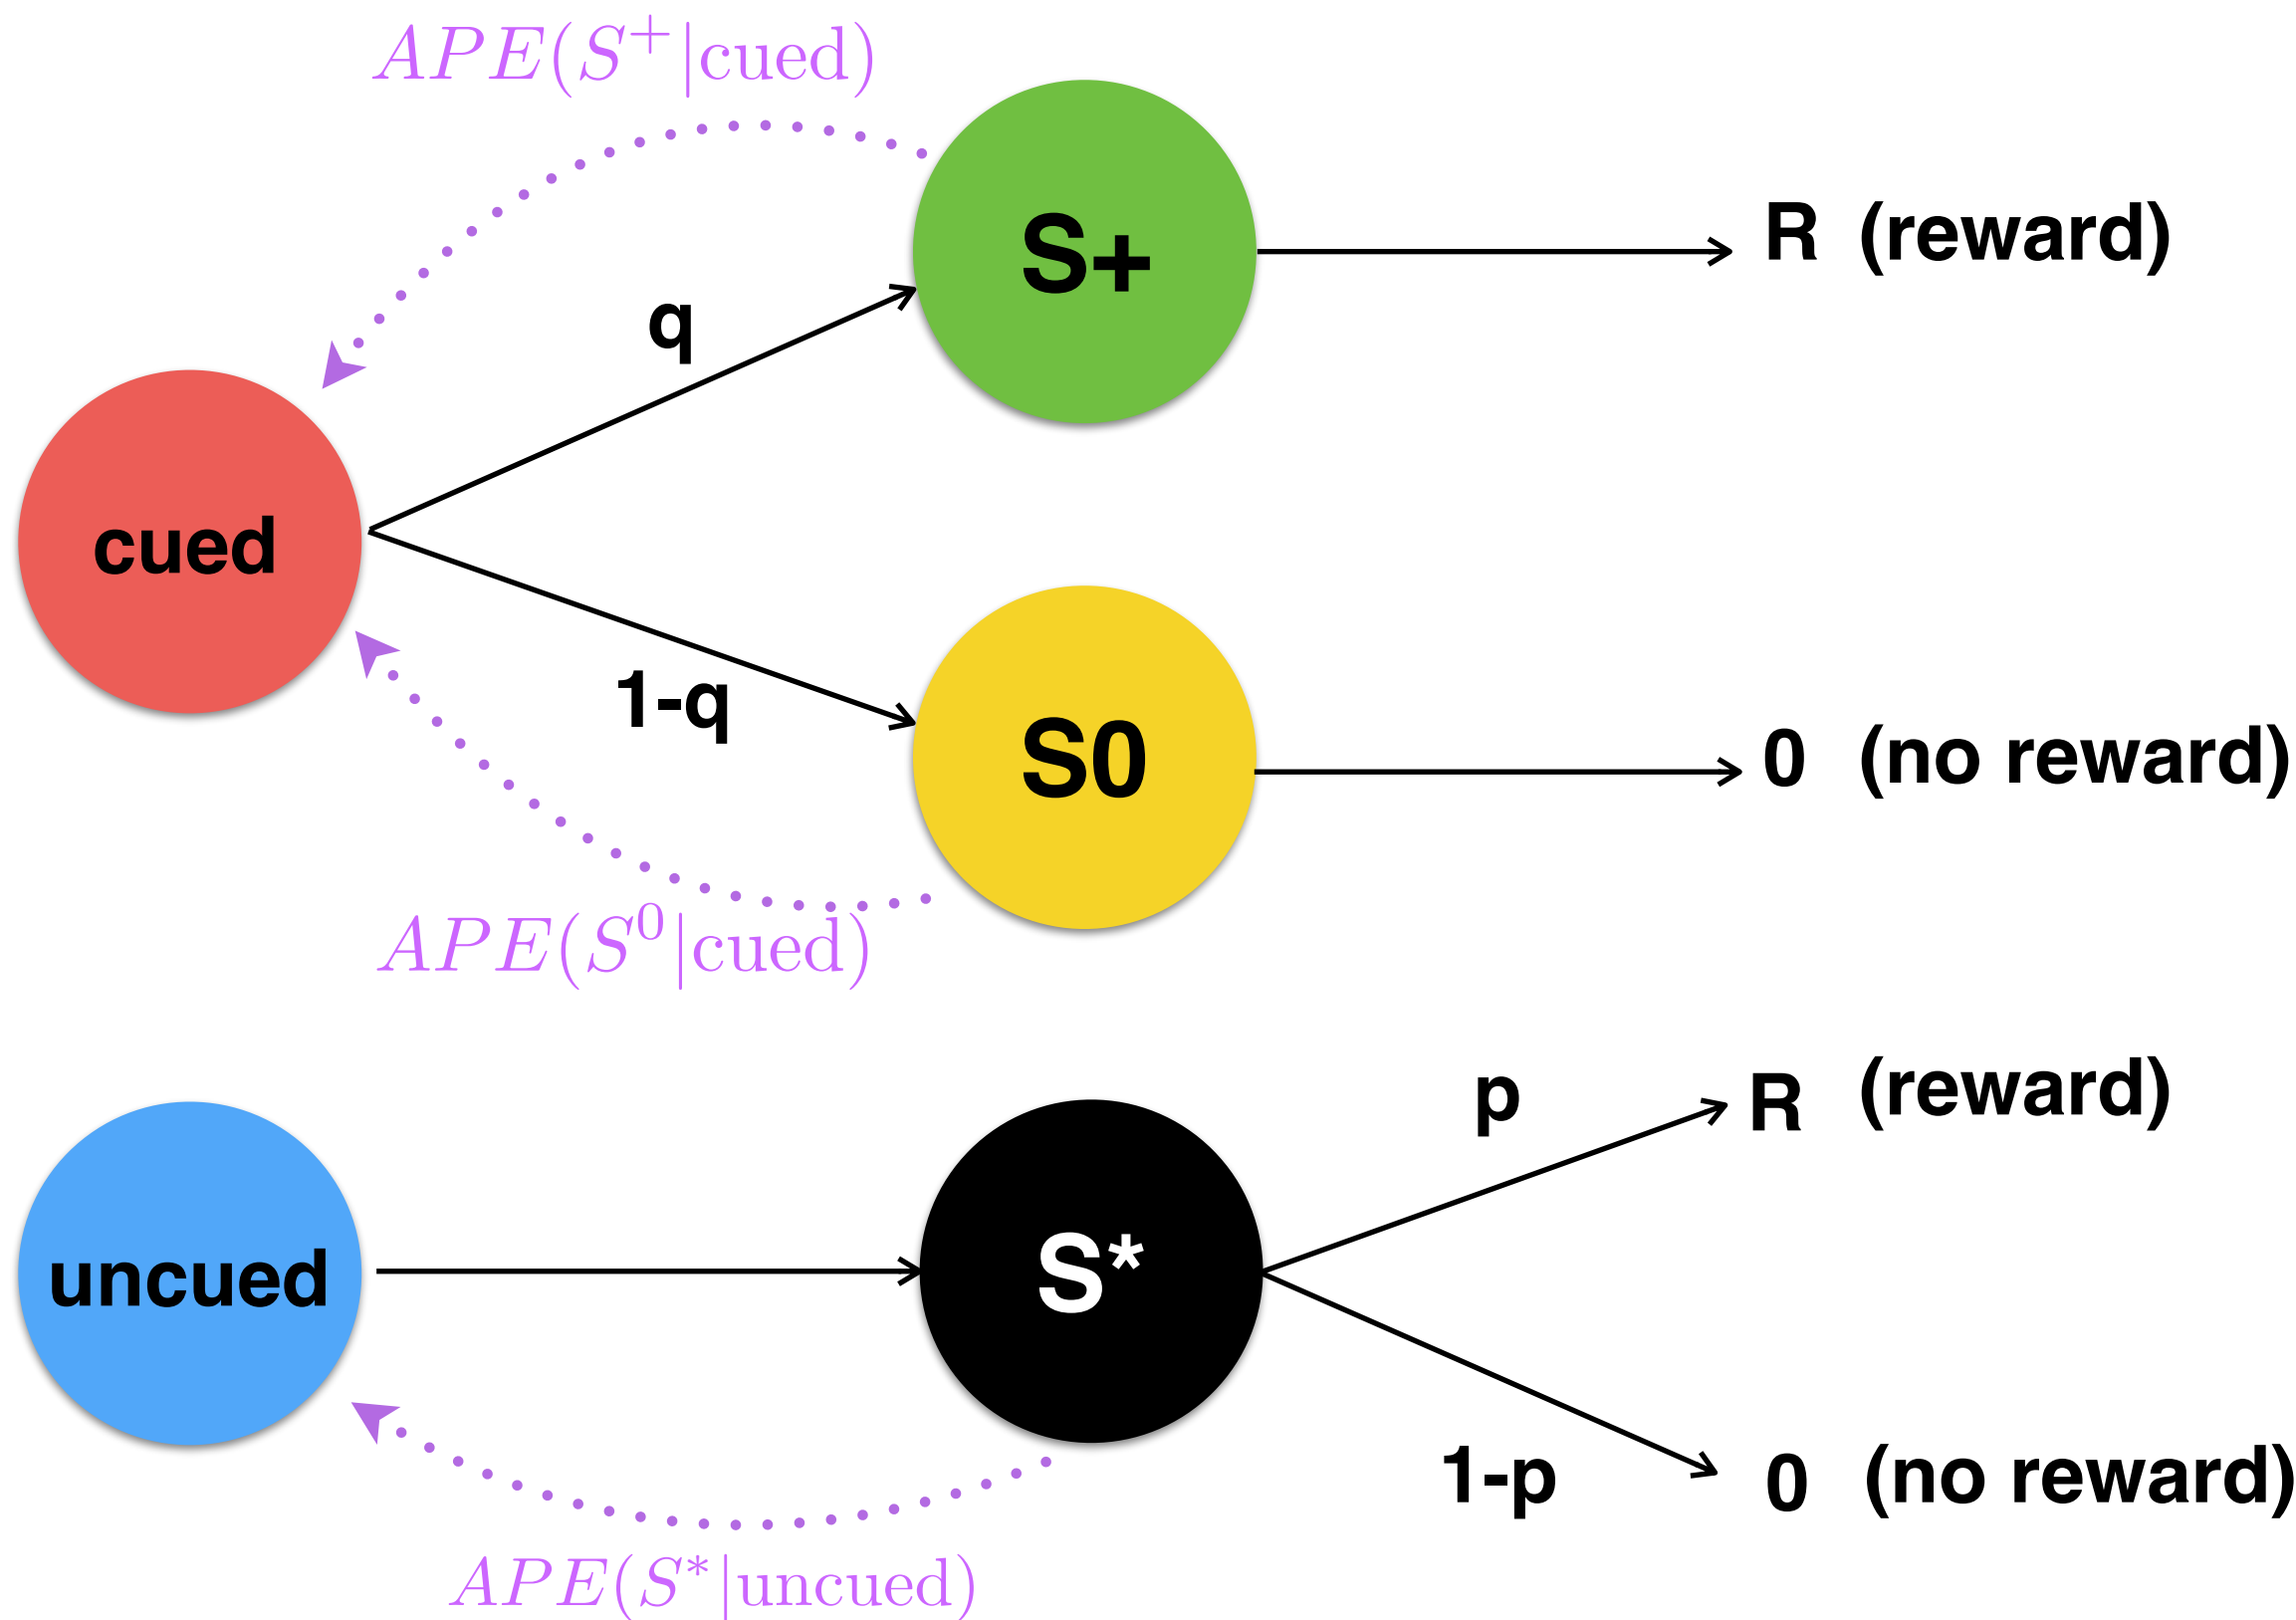 APE(S⁺|cued)
S+
R (reward)
q
cued
1-q
S0
0 (no reward)
APE(S⁰|cued)
p
R (reward)
uncued
S*
1-p
0 (no reward)
APE(S*|uncued)